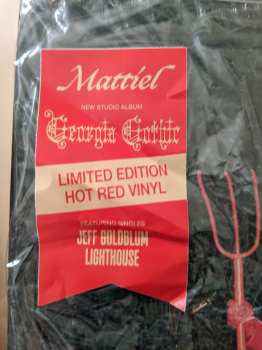 Mattiel
NEW STUDIO ALBUM
Georgia Gothic
LIMITED EDITION
HOT RED VINYL
FEATURING SINGLES
JEFF GOLDBLUM
LIGHTHOUSE